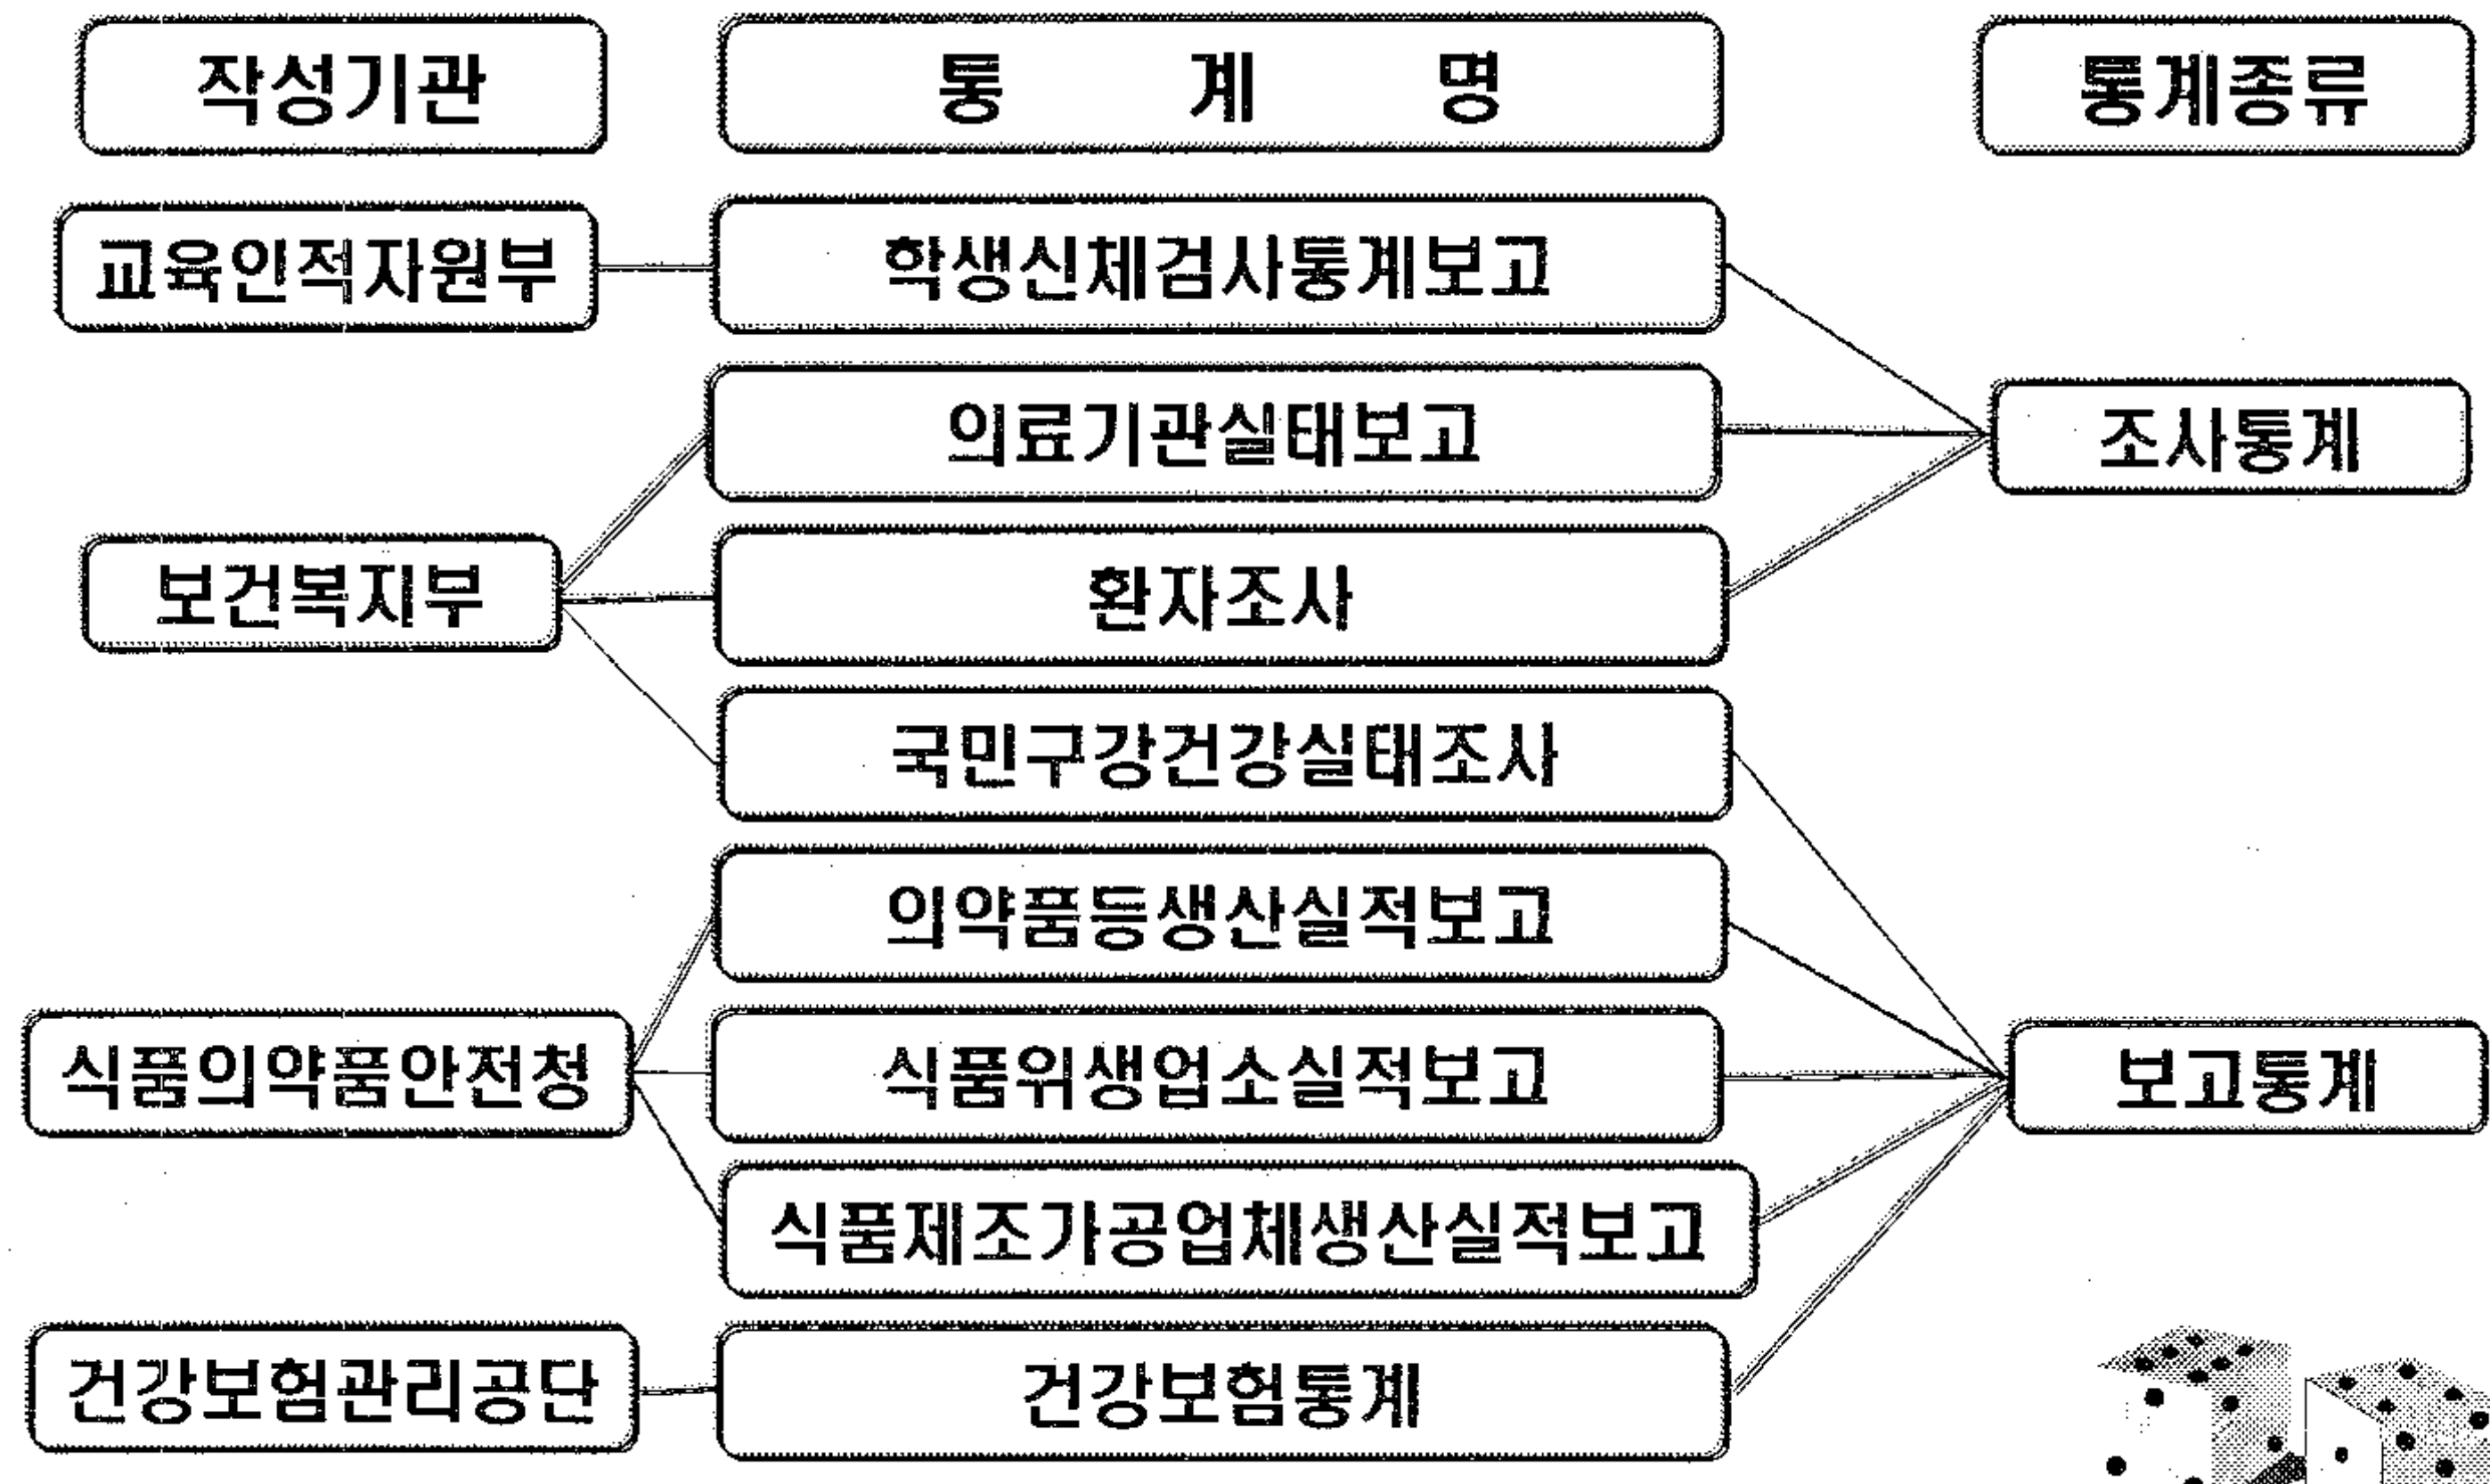 작성기관 통 계 명 통계종류
교육인적자원부 학생신체검사통계보고
의료기관실태보고 조사통계
보건복지부 환자조사
국민구강건강실태조사
의약품등생산실적보고
식품의약품안전청 식품위생업소실적보고 보고통계
식품제조가공업체생산실적보고
건강보험관리공단 건강보험통계